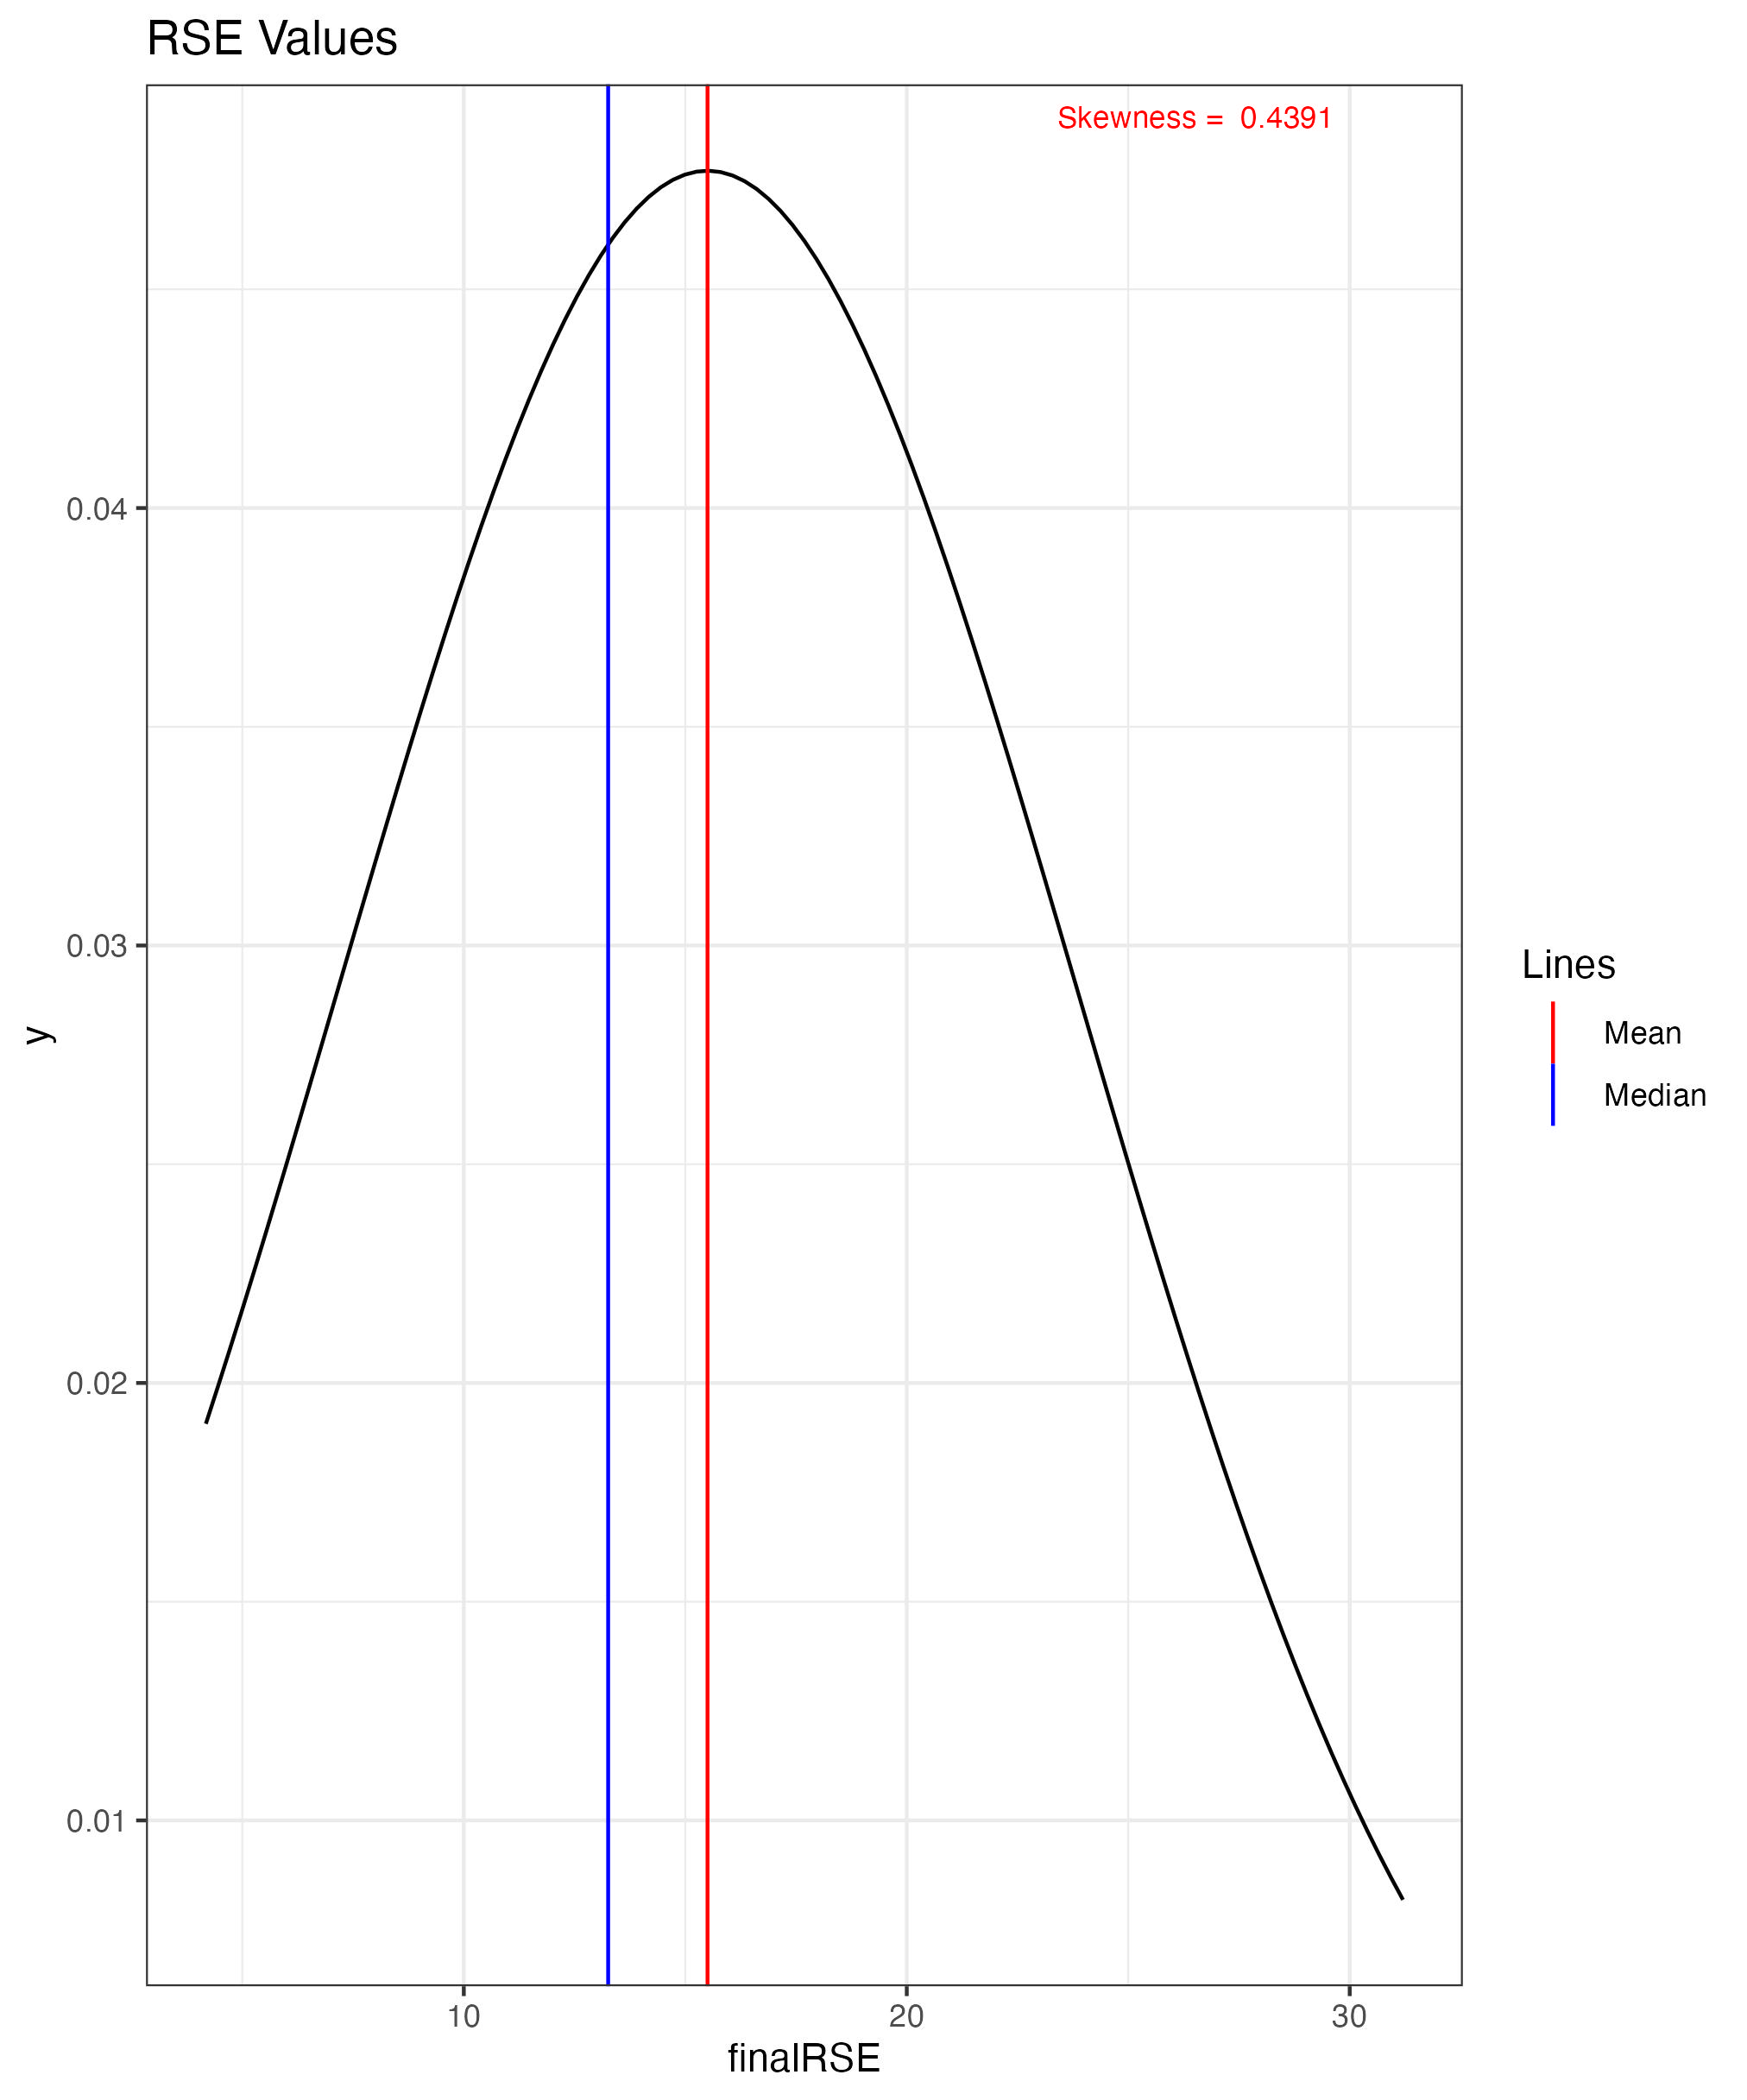 RSE Values
Skewness = 0.4391
0.04
0.03
0.02
0.01
y
10
20
30
finalRSE
Lines
Mean
Median